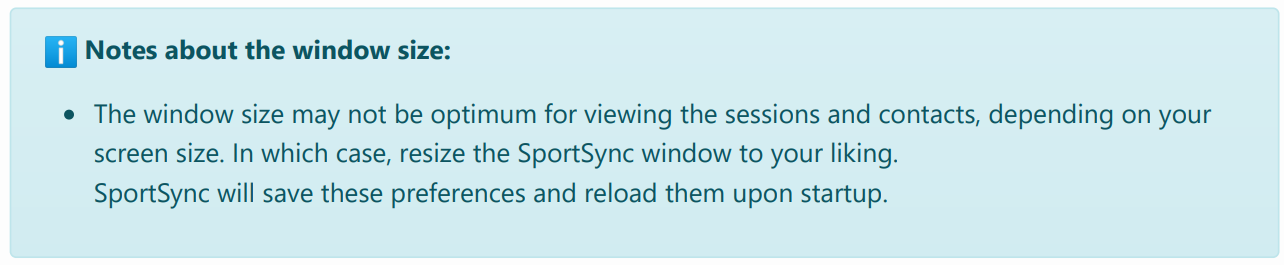 ℹ️ Notes about the window size:
• The window size may not be optimum for viewing the sessions and contacts, depending on your
screen size. In which case, resize the SportSync window to your liking.
SportSync will save these preferences and reload them upon startup.